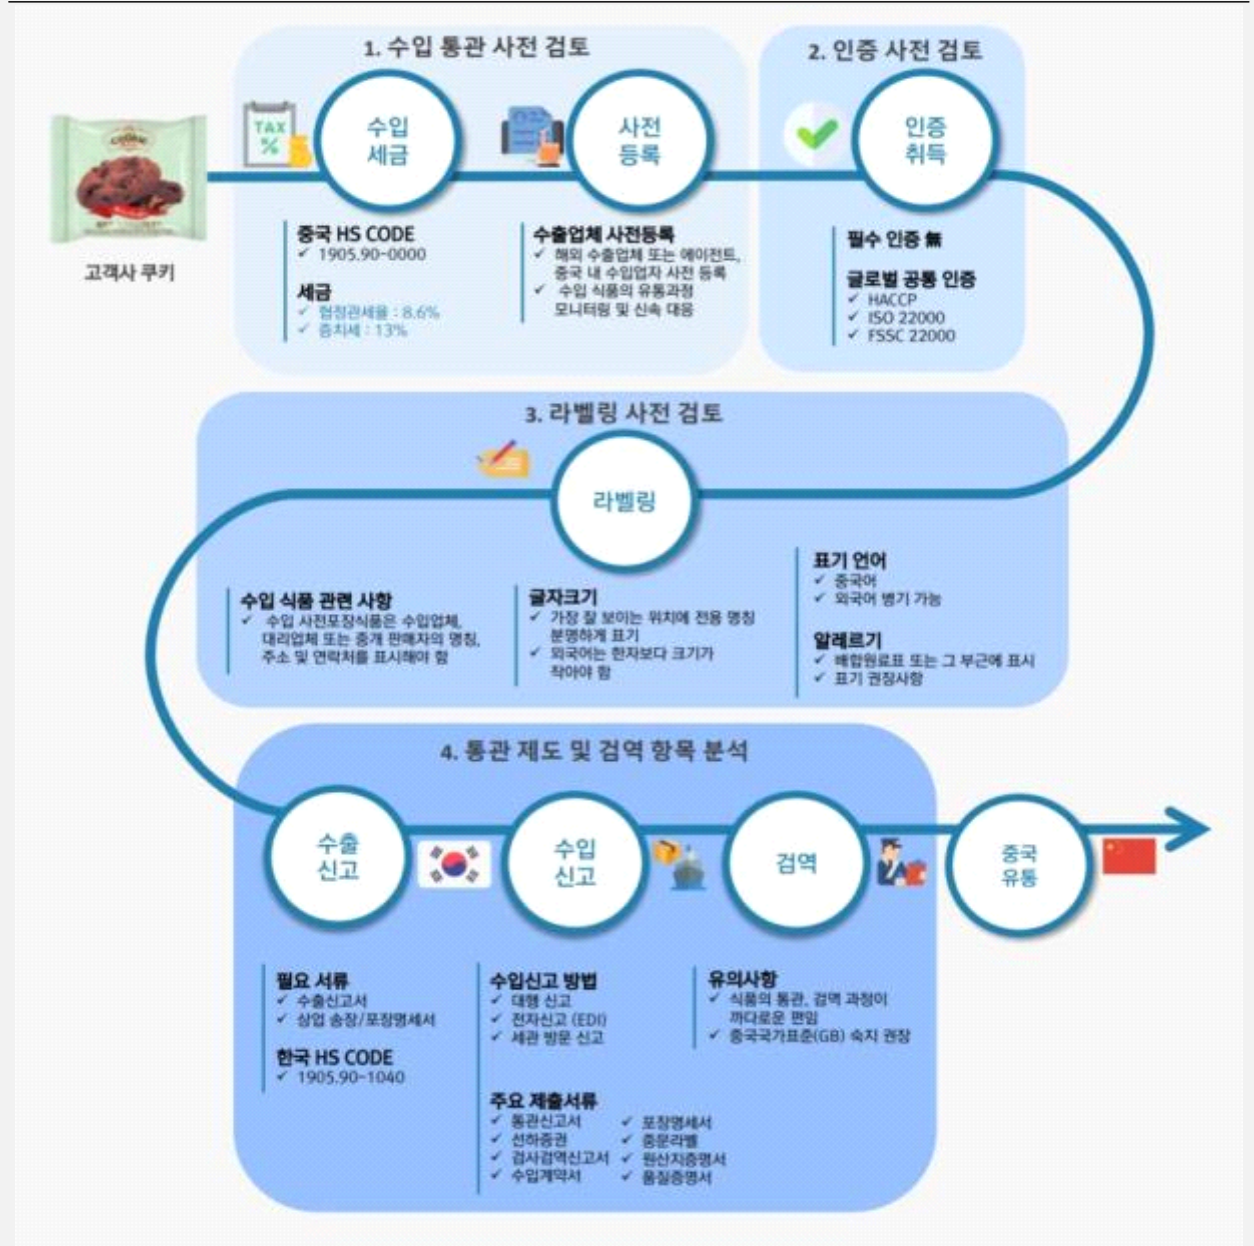 1. 수입 통관 사전 검토
2. 인증 사전 검토
TAX
%
수입
세금
사전
등록
인증
취득
고객사 쿠키
중국 HS CODE
✓ 1905.90-0000
세금
✓ 협정관세율 : 8.6%
✓ 증치세 : 13%
수출업체 사전등록
✓ 해외 수출업체 또는 에이전트,
중국 내 수입업자 사전 등록
✓ 수입 식품의 유통과정
모니터링 및 신속 대응
필수 인증 無
글로벌 공통 인증
✓ HACCP
✓ ISO 22000
✓ FSSC 22000
3. 라벨링 사전 검토
라벨링
수입 식품 관련 사항
✓ 수입 사전포장식품은 수입업체,
대리업체 또는 중개 판매자의 명칭,
주소 및 연락처를 표시해야 함
글자크기
✓ 가장 잘 보이는 위치에 전용 명칭
분명하게 표기
✓ 외국어는 한자보다 크기가
작아야 함
표기 언어
✓ 중국어
✓ 외국어 병기 가능
알레르기
✓ 배합원료표 또는 그 부근에 표시
✓ 표기 권장사항
4. 통관 제도 및 검역 항목 분석
수출
신고
수입
신고
검역
중국
유통
필요 서류
✓ 수출신고서
✓ 상업 송장/포장명세서
한국 HS CODE
✓ 1905.90-1040
수입신고 방법
✓ 대행 신고
✓ 전자신고 (EDI)
✓ 세관 방문 신고
주요 제출서류
✓ 통관신고서
✓ 선하증권
✓ 검사검역신고서
✓ 수입계약서
✓ 포장명세서
✓ 중문라벨
✓ 원산지증명서
✓ 품질증명서
유의사항
✓ 식품의 통관, 검역 과정이
까다로운 편임
✓ 중국국가표준(GB) 숙지 권장